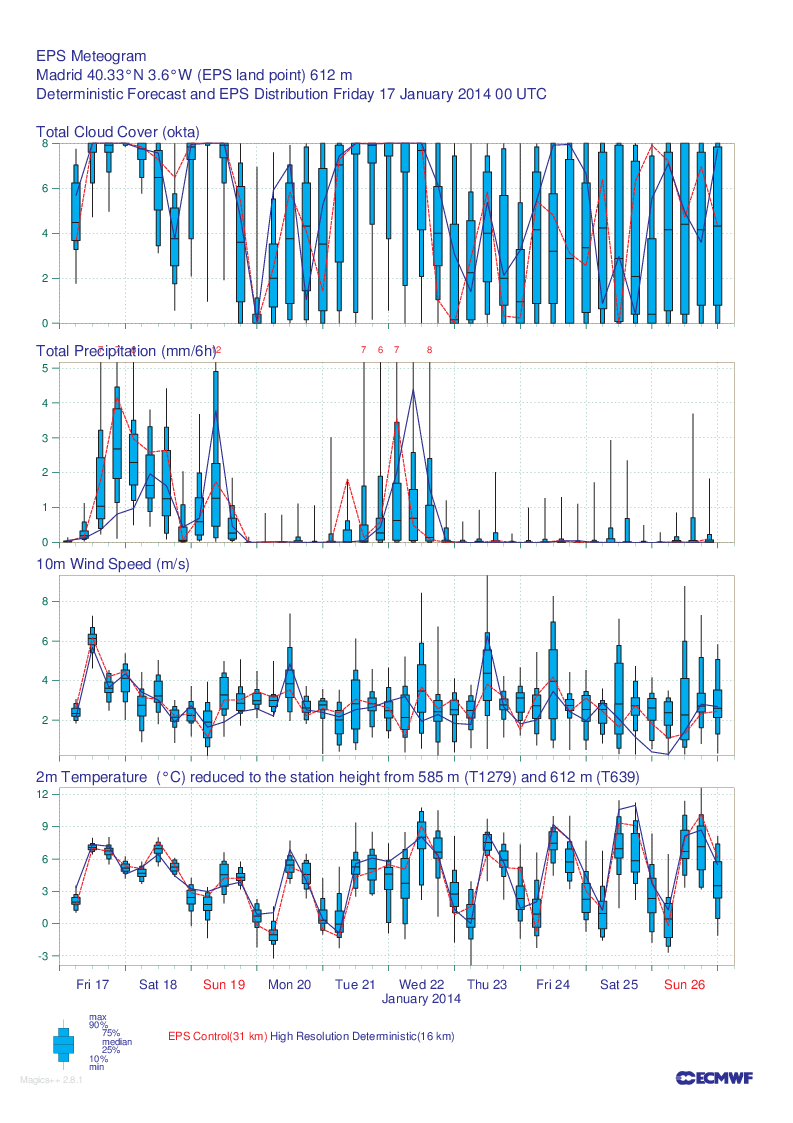 EPS Meteogram
Madrid 40.33°N 3.6°W (EPS land point) 612 m
Deterministic Forecast and EPS Distribution Friday 17 January 2014 00 UTC
Total Cloud Cover (okta)
8
6
4
2
0
Total Precipitation (mm/6h)
12 7 6 7 8
5
4
3
2
1
0
10m Wind Speed (m/s)
8
6
4
2
2m Temperature (°C) reduced to the station height from 585 m (T1279) and 612 m (T639)
12
9
6
3
0
-3
Fri 17 Sat 18 Sun 19 Mon 20 Tue 21 Wed 22 Thu 23 Fri 24 Sat 25 Sun 26
January 2014
max
90%
75%
median
25%
10%
min
EPS Control(31 km) High Resolution Deterministic(16 km)
Magics++ 2.8.1
ECMWF